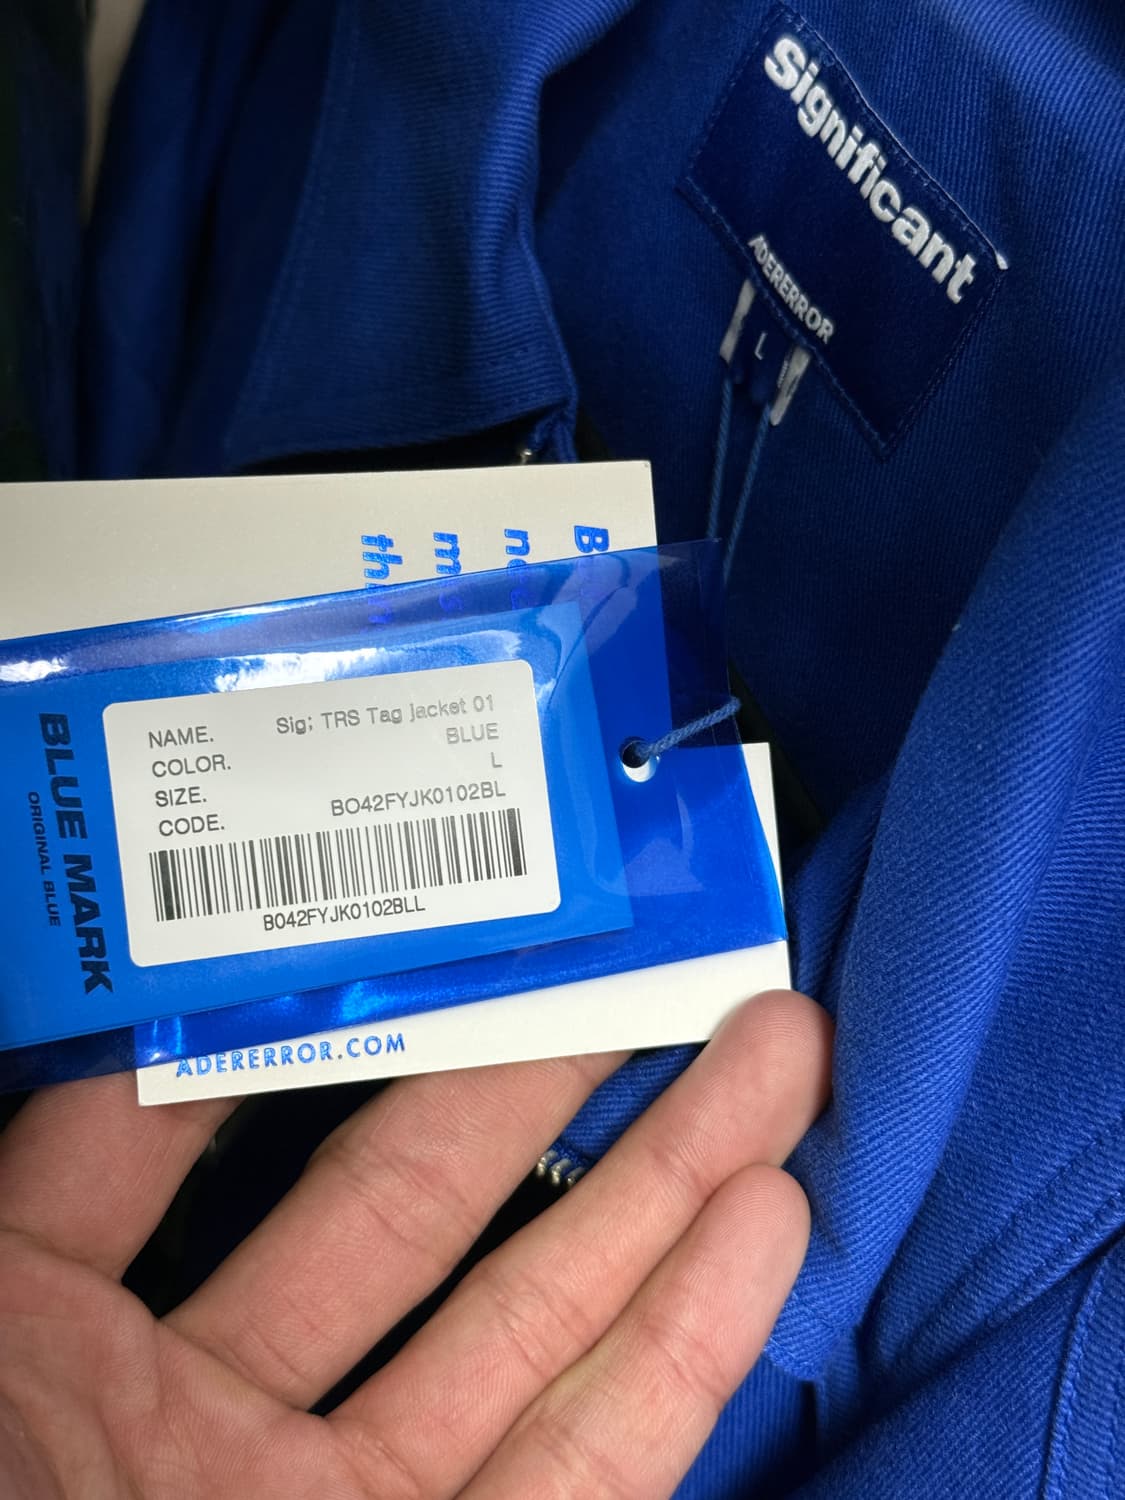 Significant
ADERERROR
L
BLUE MARK
ORIGINAL BLUE
NAME. Sig; TRS Tag jacket 01
COLOR. BLUE
SIZE. L
CODE. BO42FYJK0102BL
BO42FYJK0102BLL
ADERERROR.COM